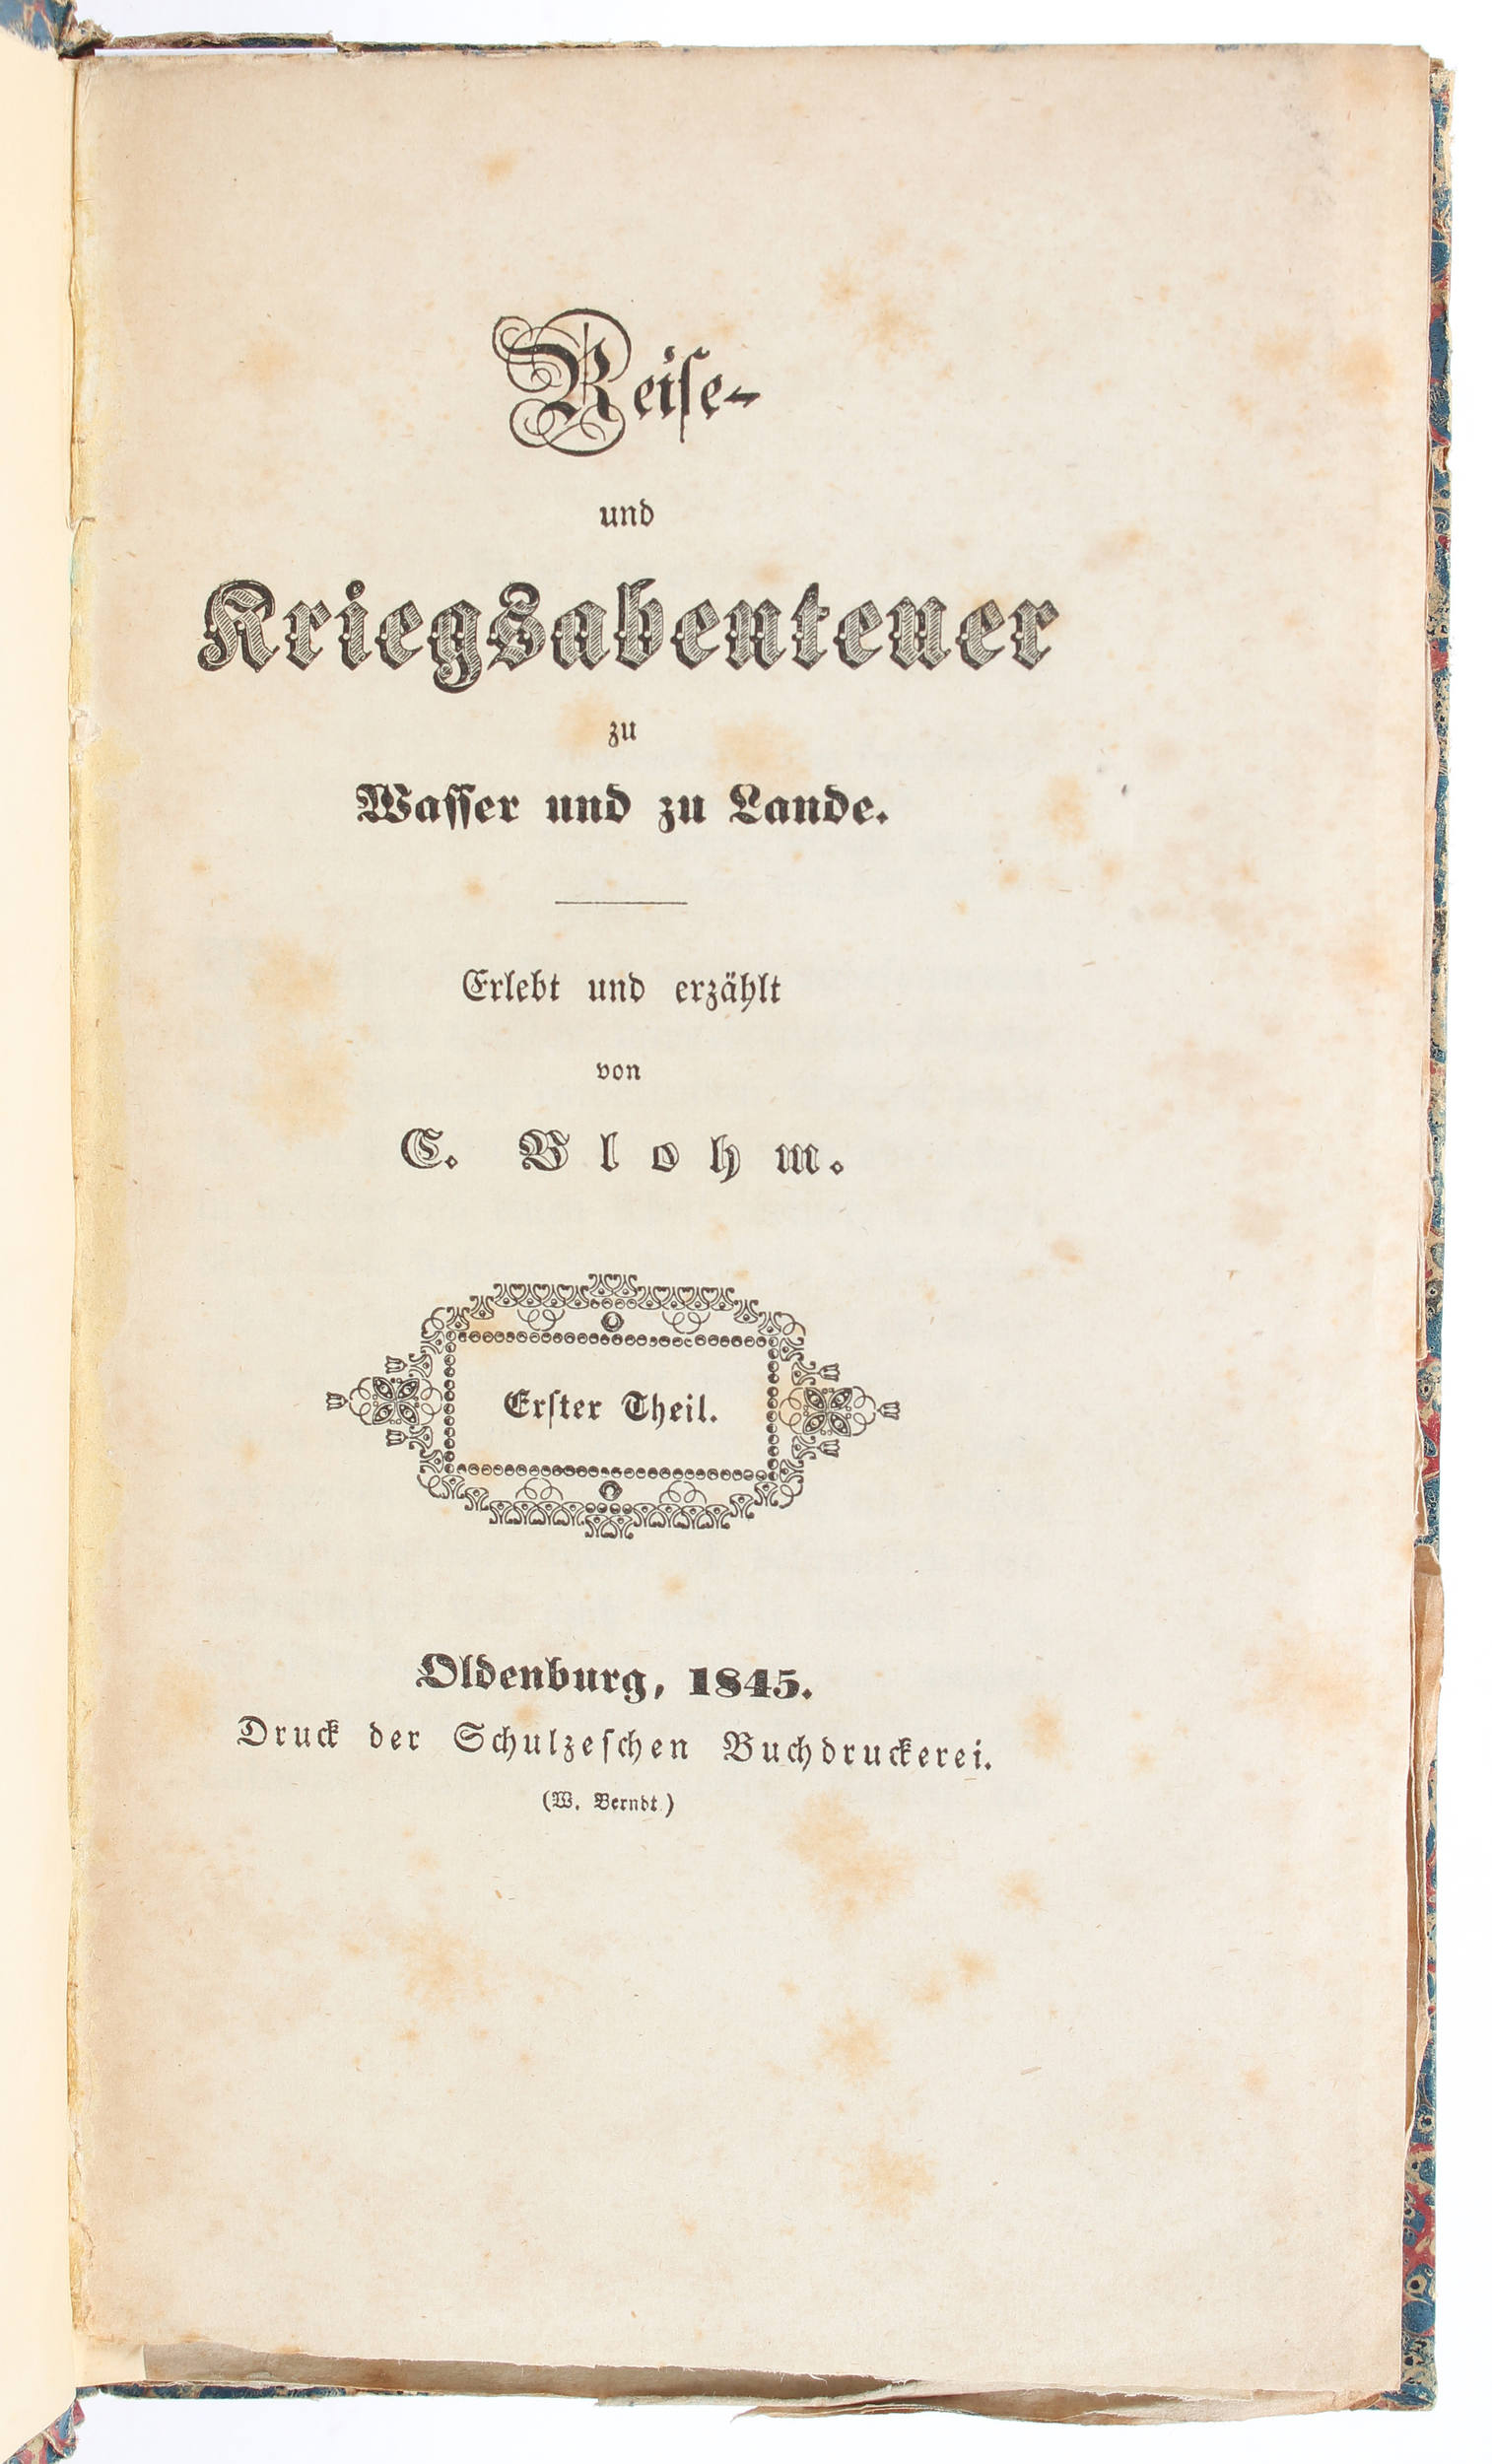 Reise-
und
Kriegsabenteuer
zu
Wasser und zu Lande.
Erlebt und erzählt
von
C. Blohm.
Erster Theil.
Oldenburg, 1845.
Druck der Schulzeschen Buchdruckerei.
(W. Berndt.)